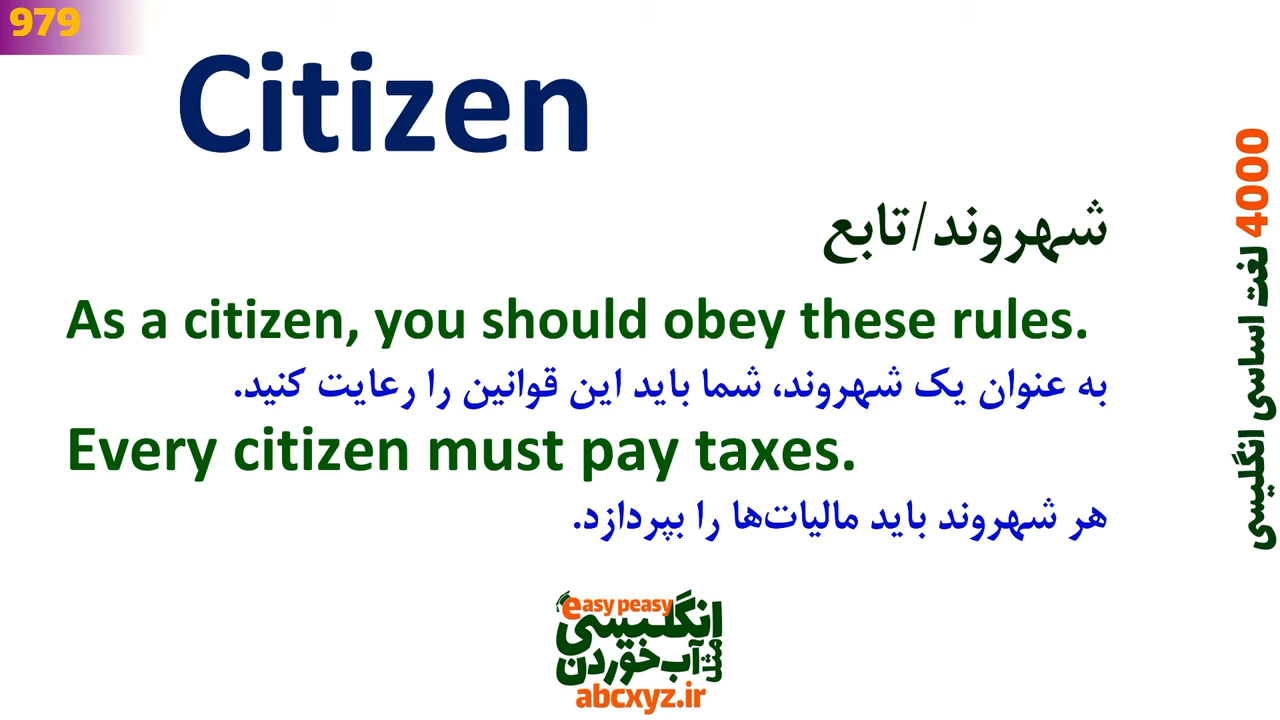 979
Citizen
شهروند/تابع
As a citizen, you should obey these rules.
به عنوان یک شهروند، شما باید این قوانین را رعایت کنید.
Every citizen must pay taxes.
هر شهروند باید مالیات‌ها را بپردازد.
4000 لغت اساسی انگلیسی
easy peasy
انگلیسی
مثل آب خوردن
abcxyz.ir